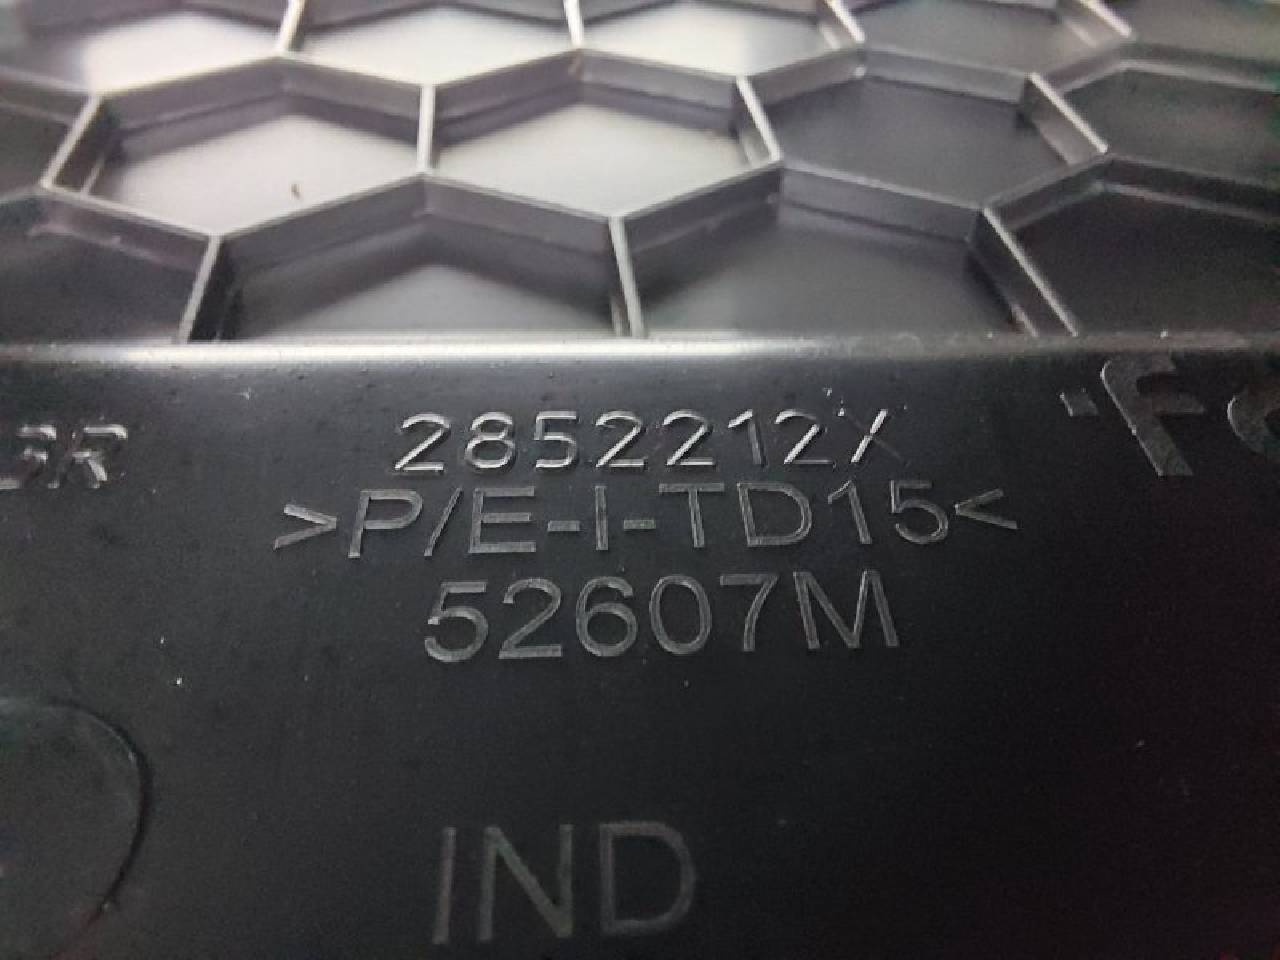 2852212X
>P/E-I-TD15<
52607M
IND